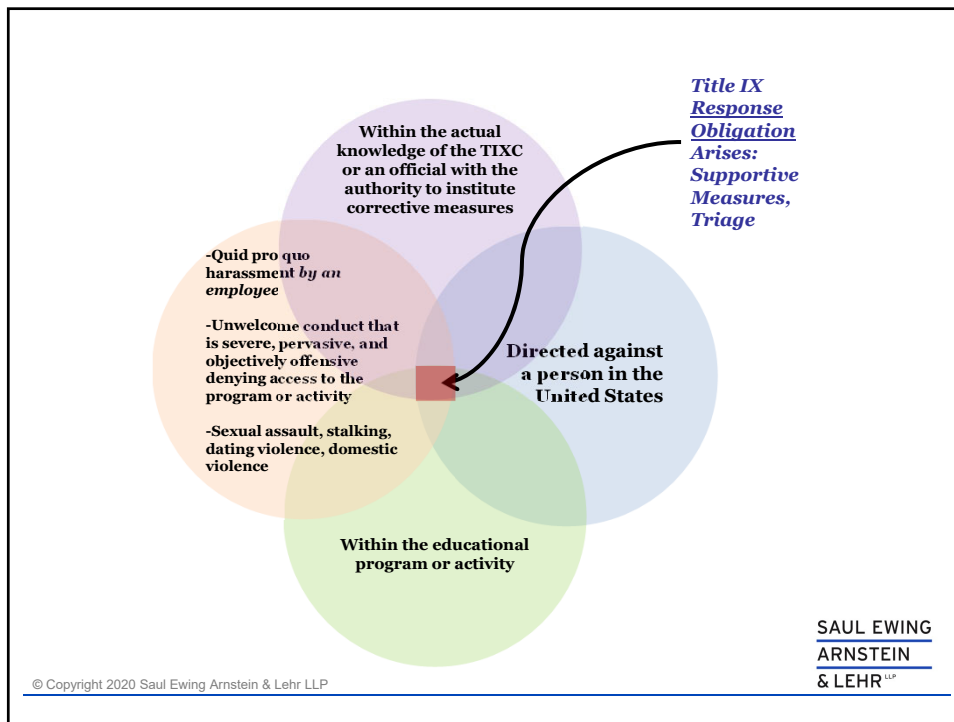 Title IX
Response
Obligation
Arises:
Supportive
Measures,
Triage
Within the actual
knowledge of the TIXC
or an official with the
authority to institute
corrective measures
-Quid pro quo
harassment by an
employee
-Unwelcome conduct that
is severe, pervasive, and
objectively offensive
denying access to the
program or activity
-Sexual assault, stalking,
dating violence, domestic
violence
Directed against
a person in the
United States
Within the educational
program or activity
SAUL EWING
ARNSTEIN
& LEHR LLP
© Copyright 2020 Saul Ewing Arnstein & Lehr LLP